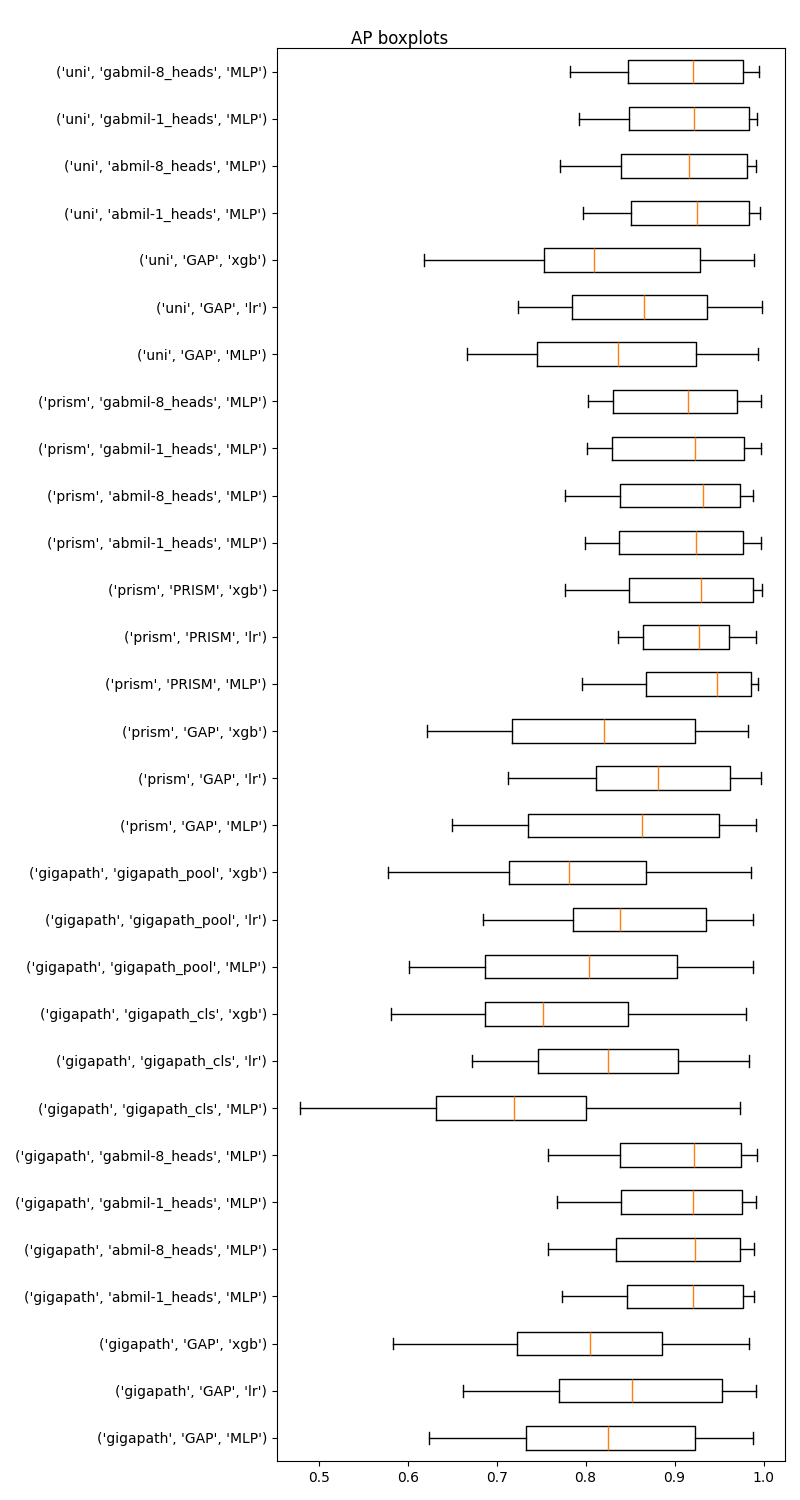 AP boxplots
('uni', 'gabmil-8_heads', 'MLP')
('uni', 'gabmil-1_heads', 'MLP')
('uni', 'abmil-8_heads', 'MLP')
('uni', 'abmil-1_heads', 'MLP')
('uni', 'GAP', 'xgb')
('uni', 'GAP', 'lr')
('uni', 'GAP', 'MLP')
('prism', 'gabmil-8_heads', 'MLP')
('prism', 'gabmil-1_heads', 'MLP')
('prism', 'abmil-8_heads', 'MLP')
('prism', 'abmil-1_heads', 'MLP')
('prism', 'PRISM', 'xgb')
('prism', 'PRISM', 'lr')
('prism', 'PRISM', 'MLP')
('prism', 'GAP', 'xgb')
('prism', 'GAP', 'lr')
('prism', 'GAP', 'MLP')
('gigapath', 'gigapath_pool', 'xgb')
('gigapath', 'gigapath_pool', 'lr')
('gigapath', 'gigapath_pool', 'MLP')
('gigapath', 'gigapath_cls', 'xgb')
('gigapath', 'gigapath_cls', 'lr')
('gigapath', 'gigapath_cls', 'MLP')
('gigapath', 'gabmil-8_heads', 'MLP')
('gigapath', 'gabmil-1_heads', 'MLP')
('gigapath', 'abmil-8_heads', 'MLP')
('gigapath', 'abmil-1_heads', 'MLP')
('gigapath', 'GAP', 'xgb')
('gigapath', 'GAP', 'lr')
('gigapath', 'GAP', 'MLP')
0.5 0.6 0.7 0.8 0.9 1.0